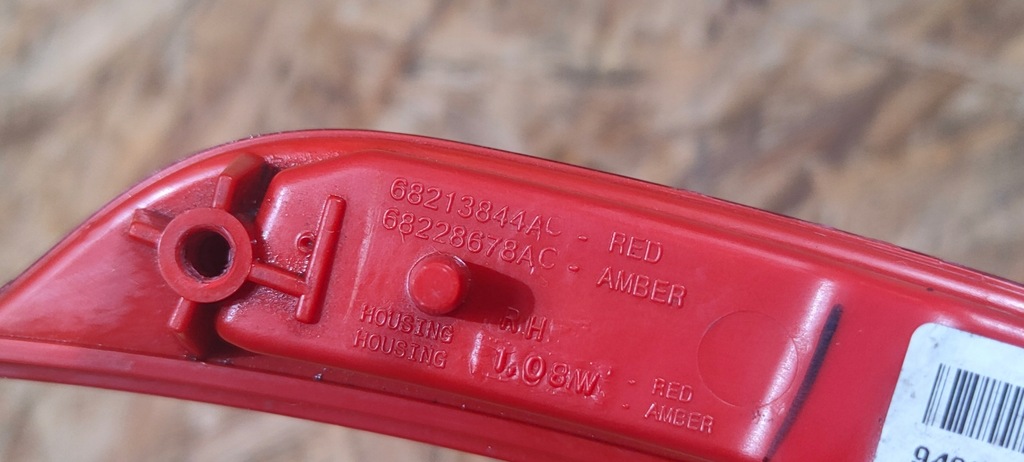 68213844AC - RED
68228678AC - AMBER
R.H
HOUSING - RED
HOUSING - AMBER
1.08W